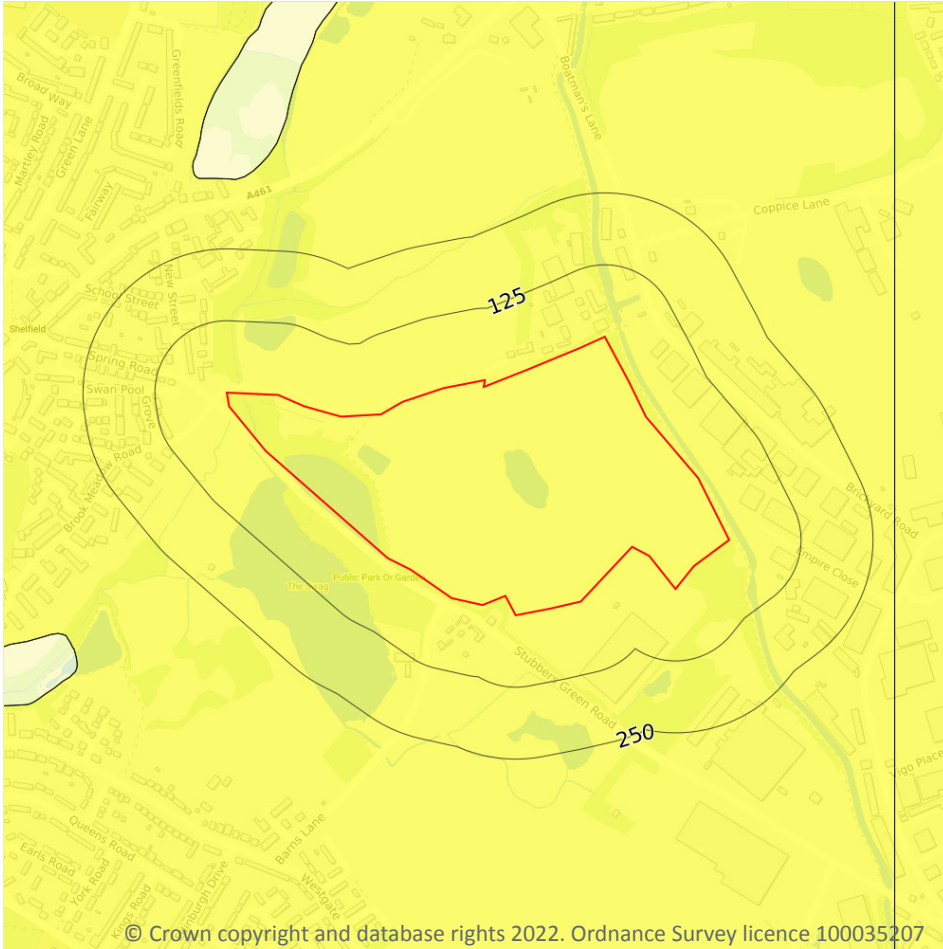 Broad Way
Greenfields Road
Boatman's Lane
Martley Road
Green Lane
Fairway
A461
Coppice Lane
New Street
School Street
125
Shelfield
Spring Road
Swan Pool
Grove
Brook Meadow Road
Brickyard Road
Empire Close
Public Park Or Garden
The Swag
Stubbers Green Road
250
Vigo Place
Queens Road
Barns Lane
Earls Road
York Road
Westgate
Kings Road
© Crown copyright and database rights 2022. Ordnance Survey licence 100035207